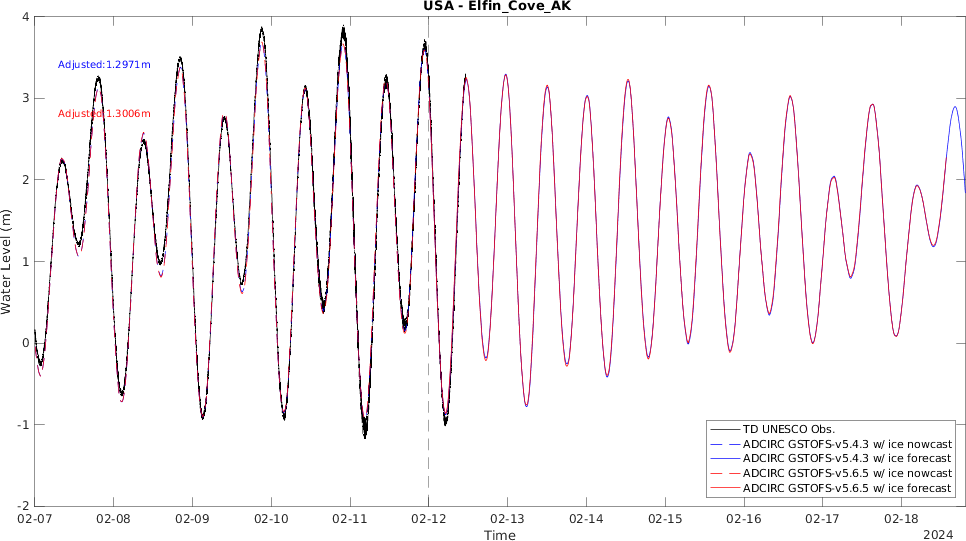 USA - Elfin_Cove_AK
Adjusted:1.2971m
Adjusted:1.3006m
Water Level (m)
4
3
2
1
0
-1
-2
TD UNESCO Obs.
ADCIRC GSTOFS-v5.4.3 w/ ice nowcast
ADCIRC GSTOFS-v5.4.3 w/ ice forecast
ADCIRC GSTOFS-v5.6.5 w/ ice nowcast
ADCIRC GSTOFS-v5.6.5 w/ ice forecast
02-07 02-08 02-09 02-10 02-11 02-12 02-13 02-14 02-15 02-16 02-17 02-18
Time
2024